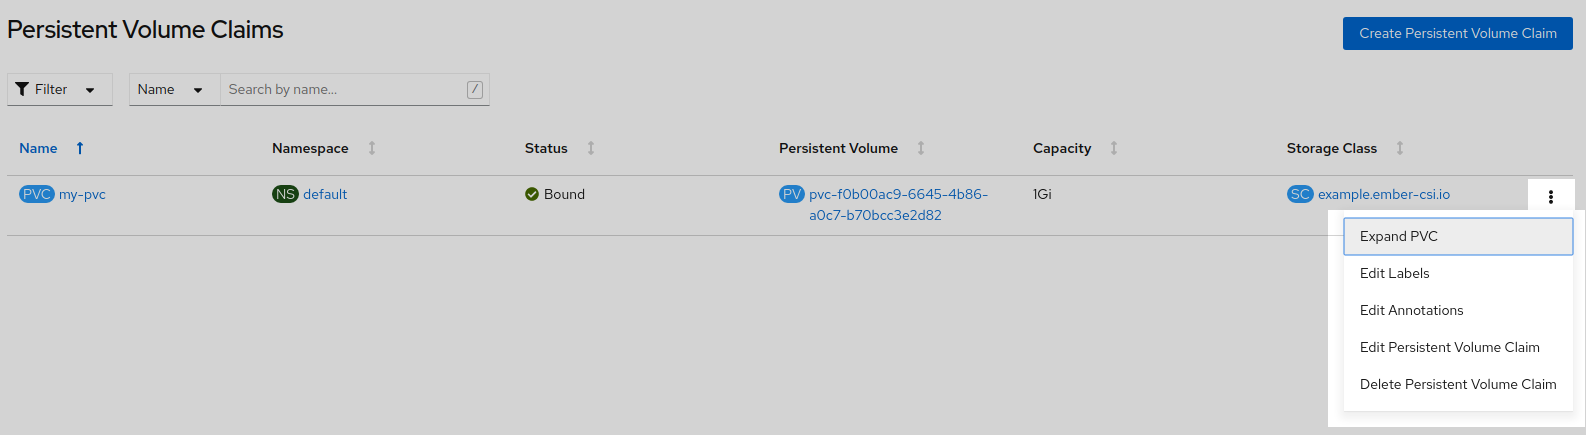 Persistent Volume Claims
Create Persistent Volume Claim
Filter
Name
Search by name...
/
Name Namespace Status Persistent Volume Capacity Storage Class
PVC my-pvc NS default Bound PV pvc-f0b00ac9-6645-4b86- 1Gi SC example.ember-csi.io
a0c7-b70bcc3e2d82
Expand PVC
Edit Labels
Edit Annotations
Edit Persistent Volume Claim
Delete Persistent Volume Claim